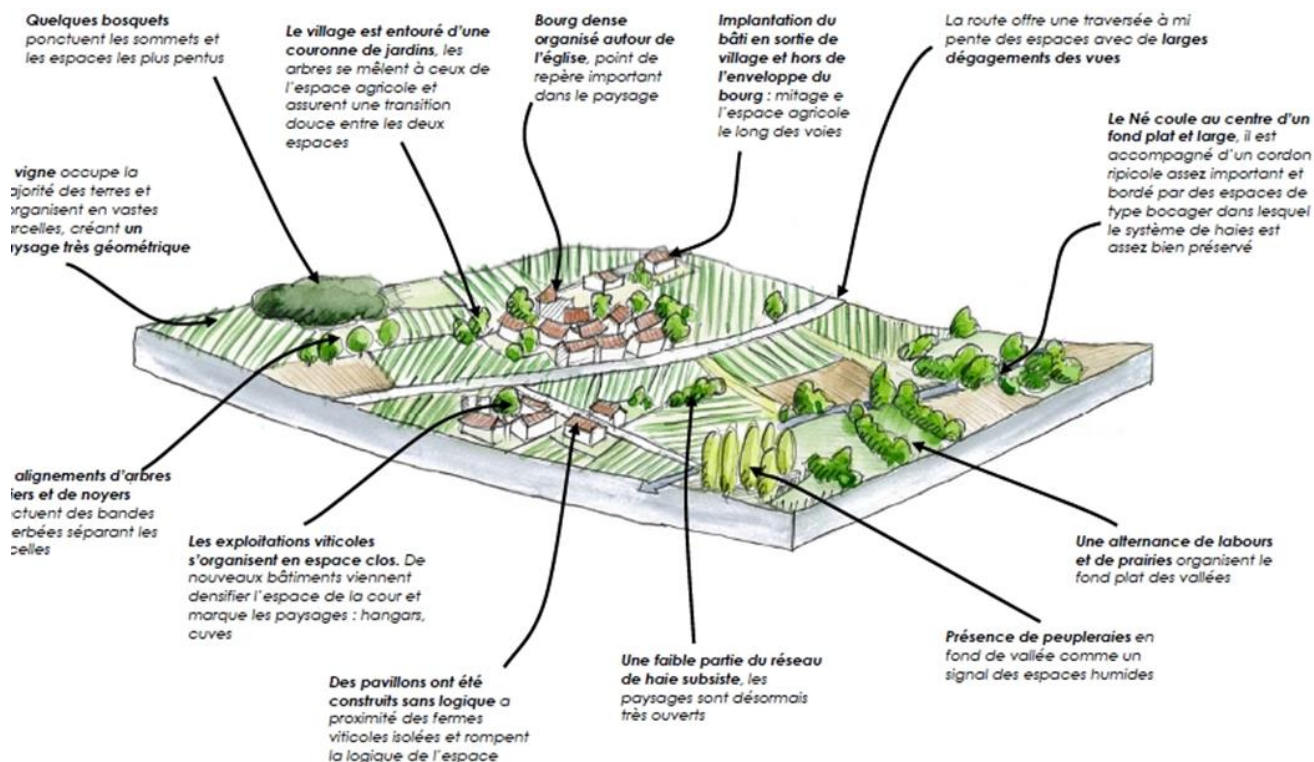 Quelques bosquets
ponctuent les sommets et
les espaces les plus pentus
Le village est entouré d'une
couronne de jardins, les
arbres se mêlent à ceux de
l'espace agricole et
assurent une transition
douce entre les deux
espaces
Bourg dense
organisé autour de
l'église, point de
repère important
dans le paysage
Implantation du
bâti en sortie de
village et hors de
l'enveloppe du
bourg : mitage e
l'espace agricole
le long des voies
La route offre une traversée à mi
pente des espaces avec de larges
dégagements des vues
Le Né coule au centre d'un
fond plat et large, il est
accompagné d'un cordon
ripicole assez important et
bordé par des espaces de
type bocager dans lesquel
le système de haies est
assez bien préservé
vigne occupe la
ajorité des terres et
organisent en vastes
arcelles, créant un
aysage très géométrique
alignements d'arbres
iers et de noyers
ctuent des bandes
erbées séparant les
celles
Les exploitations viticoles
s'organisent en espace clos. De
nouveaux bâtiments viennent
densifier l'espace de la cour et
marque les paysages : hangars,
cuves
Des pavillons ont été
construits sans logique a
proximité des fermes
viticoles isolées et rompent
la logique de l'espace
Une faible partie du réseau
de haie subsiste, les
paysages sont désormais
très ouverts
Présence de peupleraies en
fond de vallée comme un
signal des espaces humides
Une alternance de labours
et de prairies organisent le
fond plat des vallées